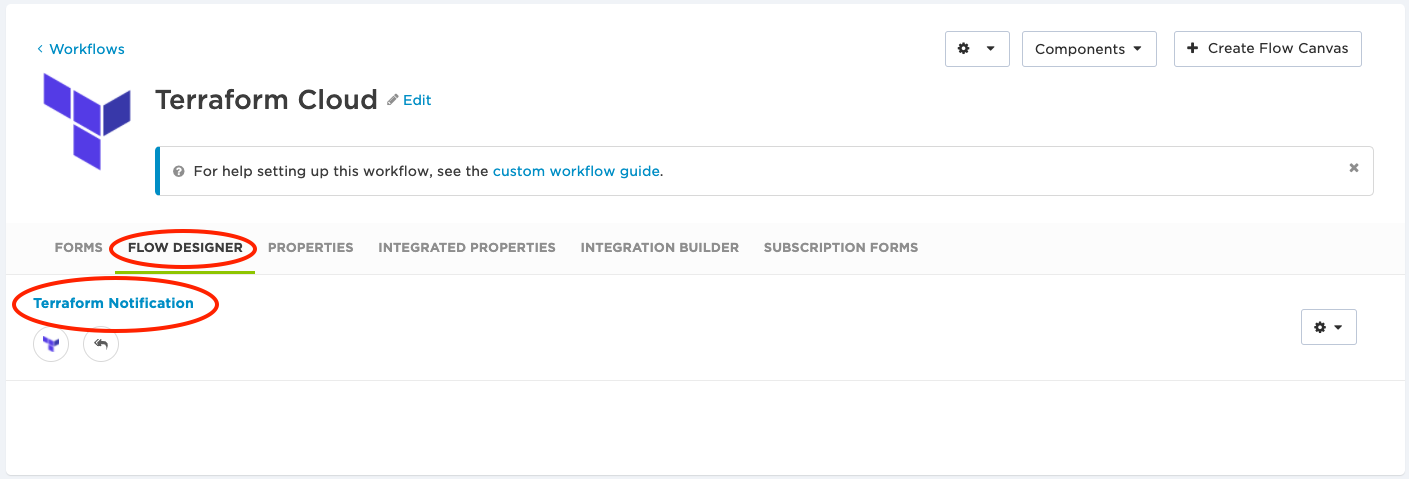 Workflows
Components
Create Flow Canvas
Terraform Cloud
Edit
For help setting up this workflow, see the custom workflow guide.
FORMS FLOW DESIGNER PROPERTIES INTEGRATED PROPERTIES INTEGRATION BUILDER SUBSCRIPTION FORMS
Terraform Notification